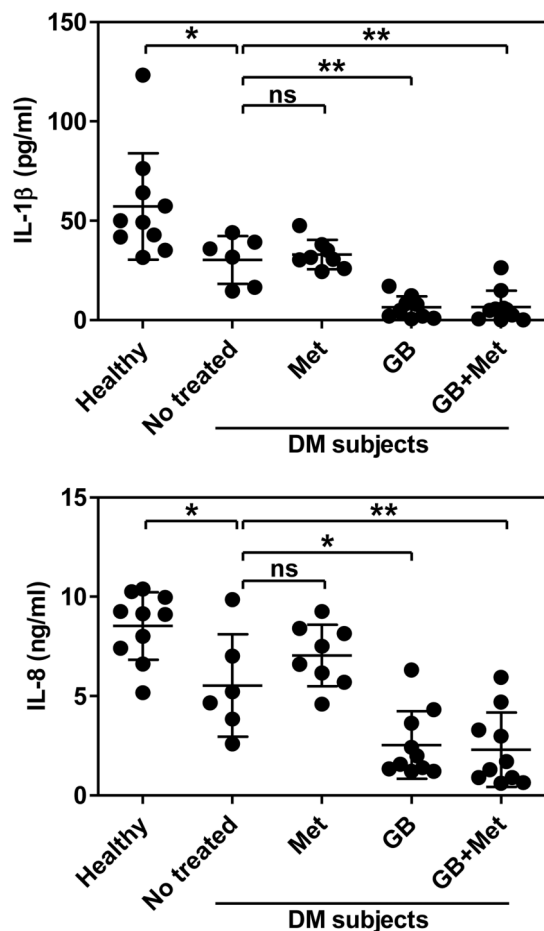 IL-1β (pg/ml)
150
100
50
0
*
**
**
ns
Healthy
No treated
Met
GB
GB+Met
DM subjects
IL-8 (ng/ml)
15
10
5
0
*
**
*
ns
Healthy
No treated
Met
GB
GB+Met
DM subjects